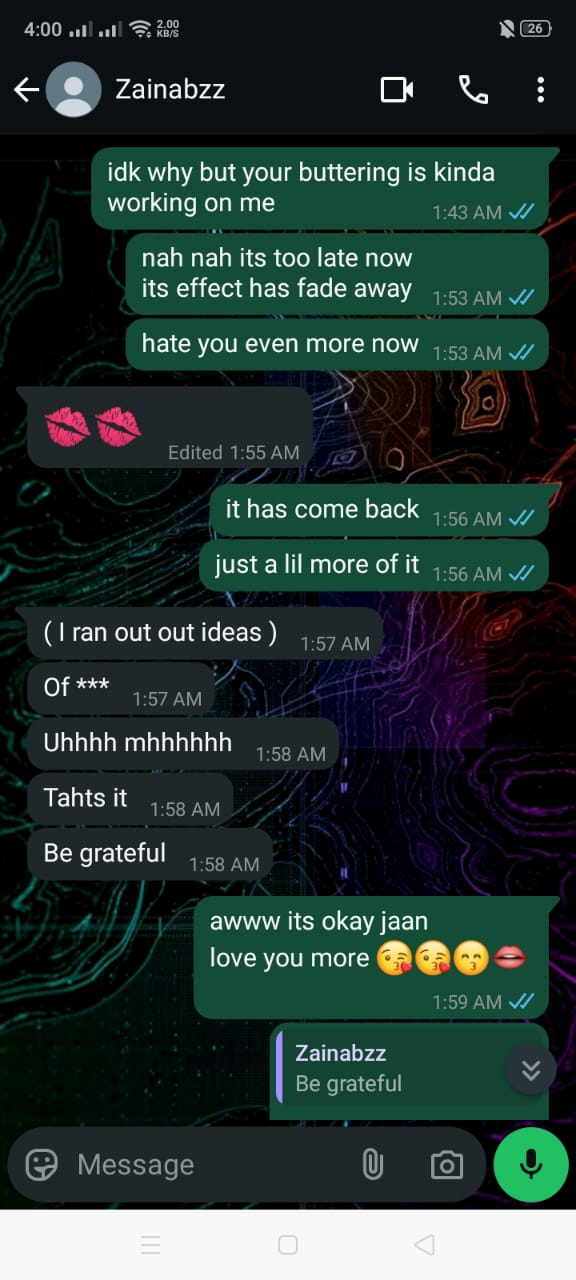 4:00 2.00 KB/S 26
Zainabzz
idk why but your buttering is kinda
working on me
1:43 AM
nah nah its too late now
its effect has fade away 1:53 AM
hate you even more now 1:53 AM
💋💋
Edited 1:55 AM
it has come back 1:56 AM
just a lil more of it 1:56 AM
( I ran out out ideas ) 1:57 AM
Of *** 1:57 AM
Uhhhh mhhhhhh 1:58 AM
Tahts it 1:58 AM
Be grateful 1:58 AM
awww its okay jaan
love you more 😘😘😙👄
1:59 AM
Zainabzz
Be grateful
Message